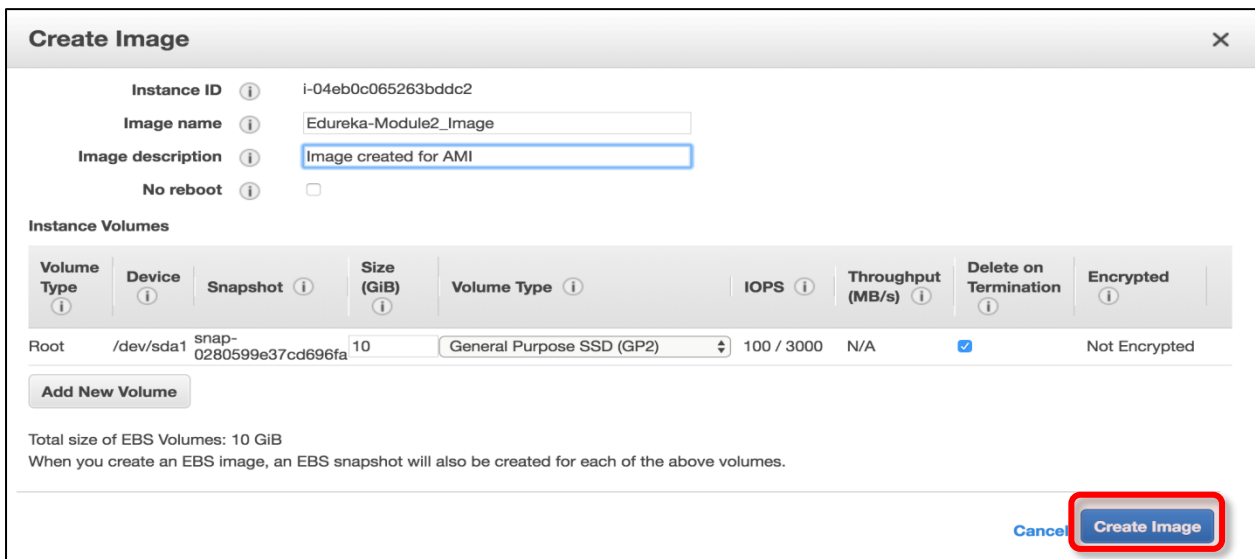 Create Image
Instance ID i-04eb0c065263bddc2
Image name Edureka-Module2_Image
Image description Image created for AMI
No reboot
Instance Volumes
Volume Type Device Snapshot Size (GiB) Volume Type IOPS Throughput (MB/s) Delete on Termination Encrypted
Root /dev/sda1 snap-0280599e37cd696fa 10 General Purpose SSD (GP2) 100 / 3000 N/A Not Encrypted
Add New Volume
Total size of EBS Volumes: 10 GiB
When you create an EBS image, an EBS snapshot will also be created for each of the above volumes.
Cancel Create Image